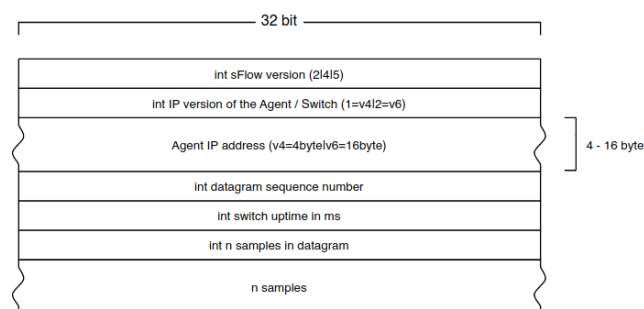 32 bit
int sFlow version (2|4|5)
int IP version of the Agent / Switch (1=v4|2=v6)
Agent IP address (v4=4byte|v6=16byte)
4 - 16 byte
int datagram sequence number
int switch uptime in ms
int n samples in datagram
n samples